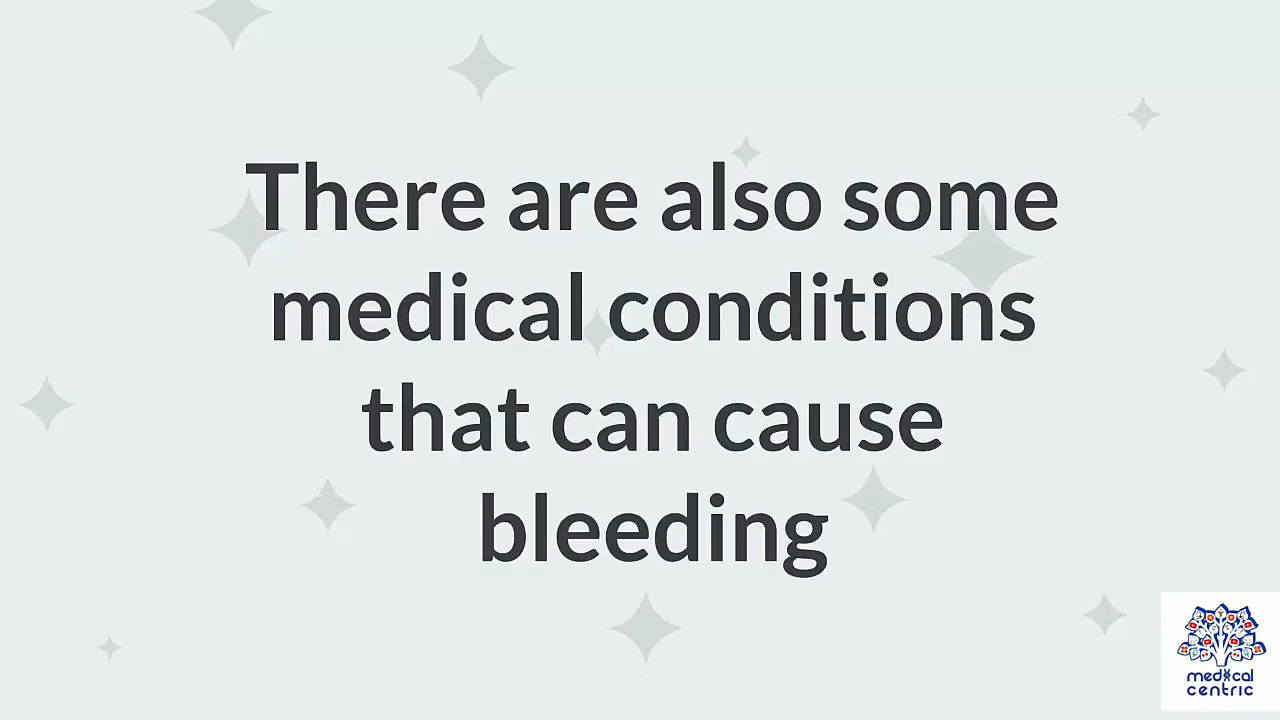 There are also some
medical conditions
that can cause
bleeding
medical
centric